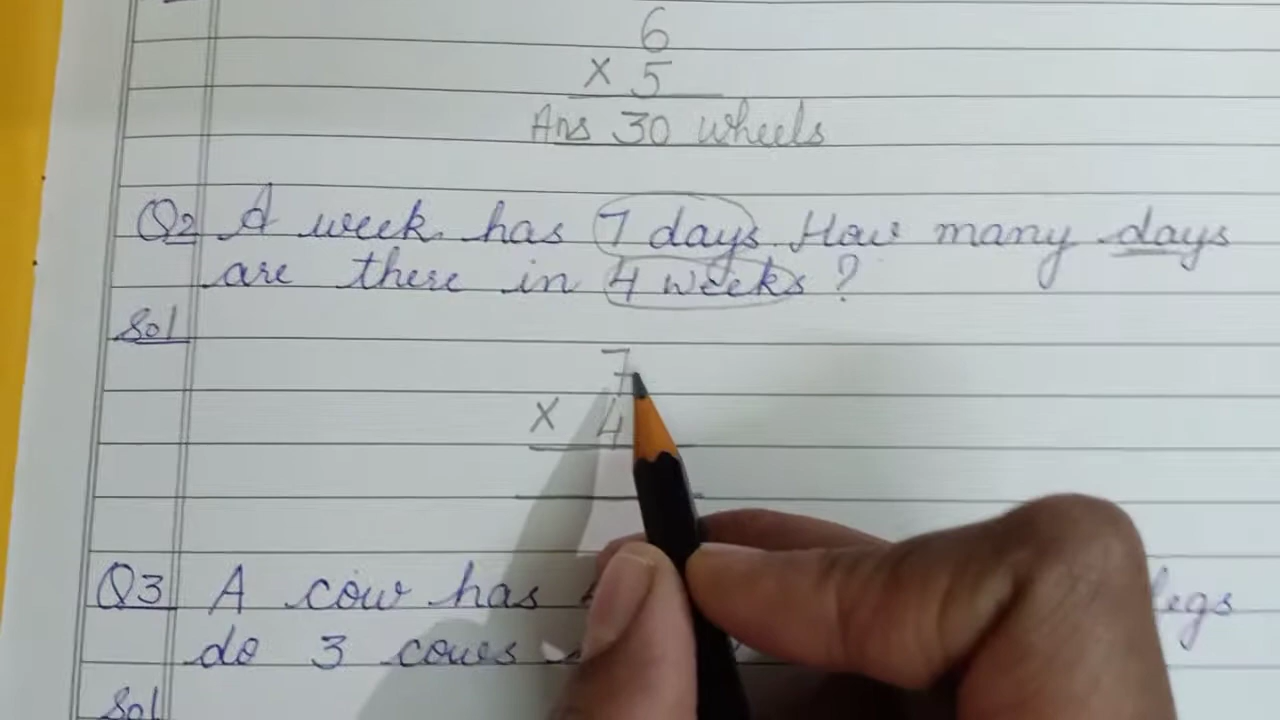 6
× 5
Ans 30 wheels
Q2 A week has 7 days. How many days
are there in 4 weeks?
Sol
7
× 4
Q3 A cow has legs
do 3 cows
Sol